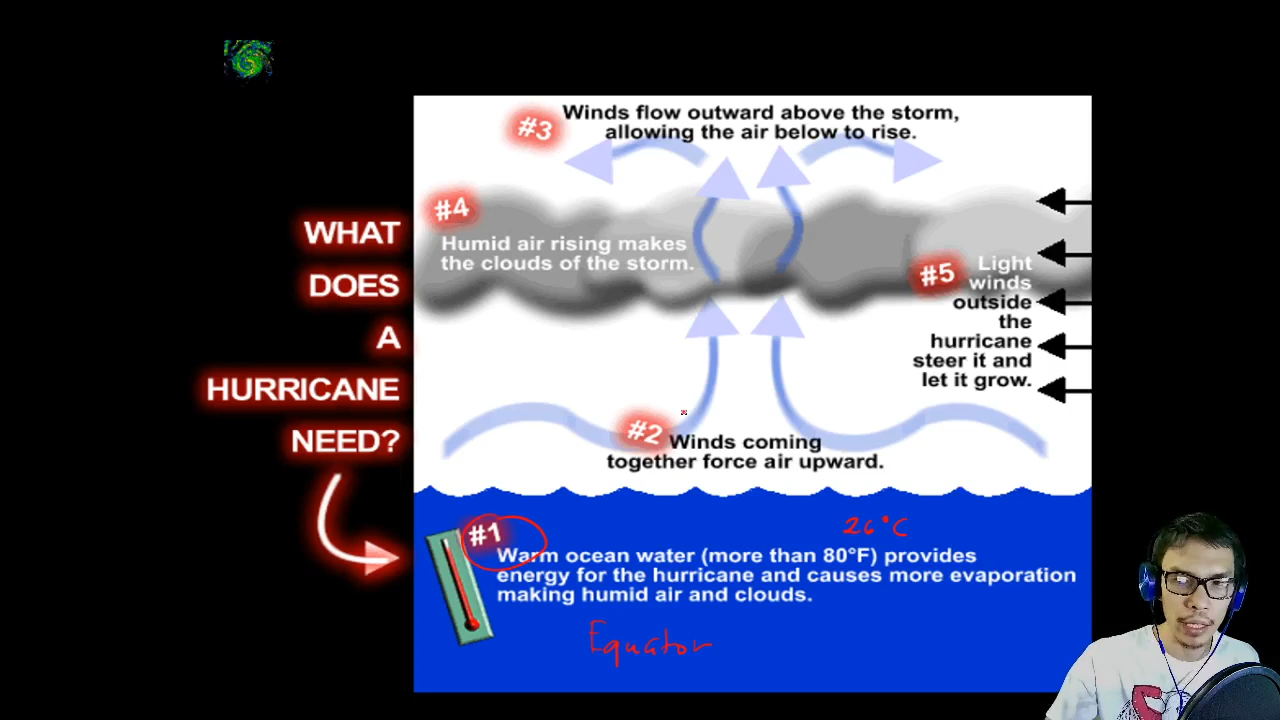 WHAT
DOES
A
HURRICANE
NEED?
#3
Winds flow outward above the storm,
allowing the air below to rise.
#4
Humid air rising makes
the clouds of the storm.
#5
Light
winds
outside
the
hurricane
steer it and
let it grow.
#2
Winds coming
together force air upward.
26°C
#1
Warm ocean water (more than 80°F) provides
energy for the hurricane and causes more evaporation
making humid air and clouds.
Equator